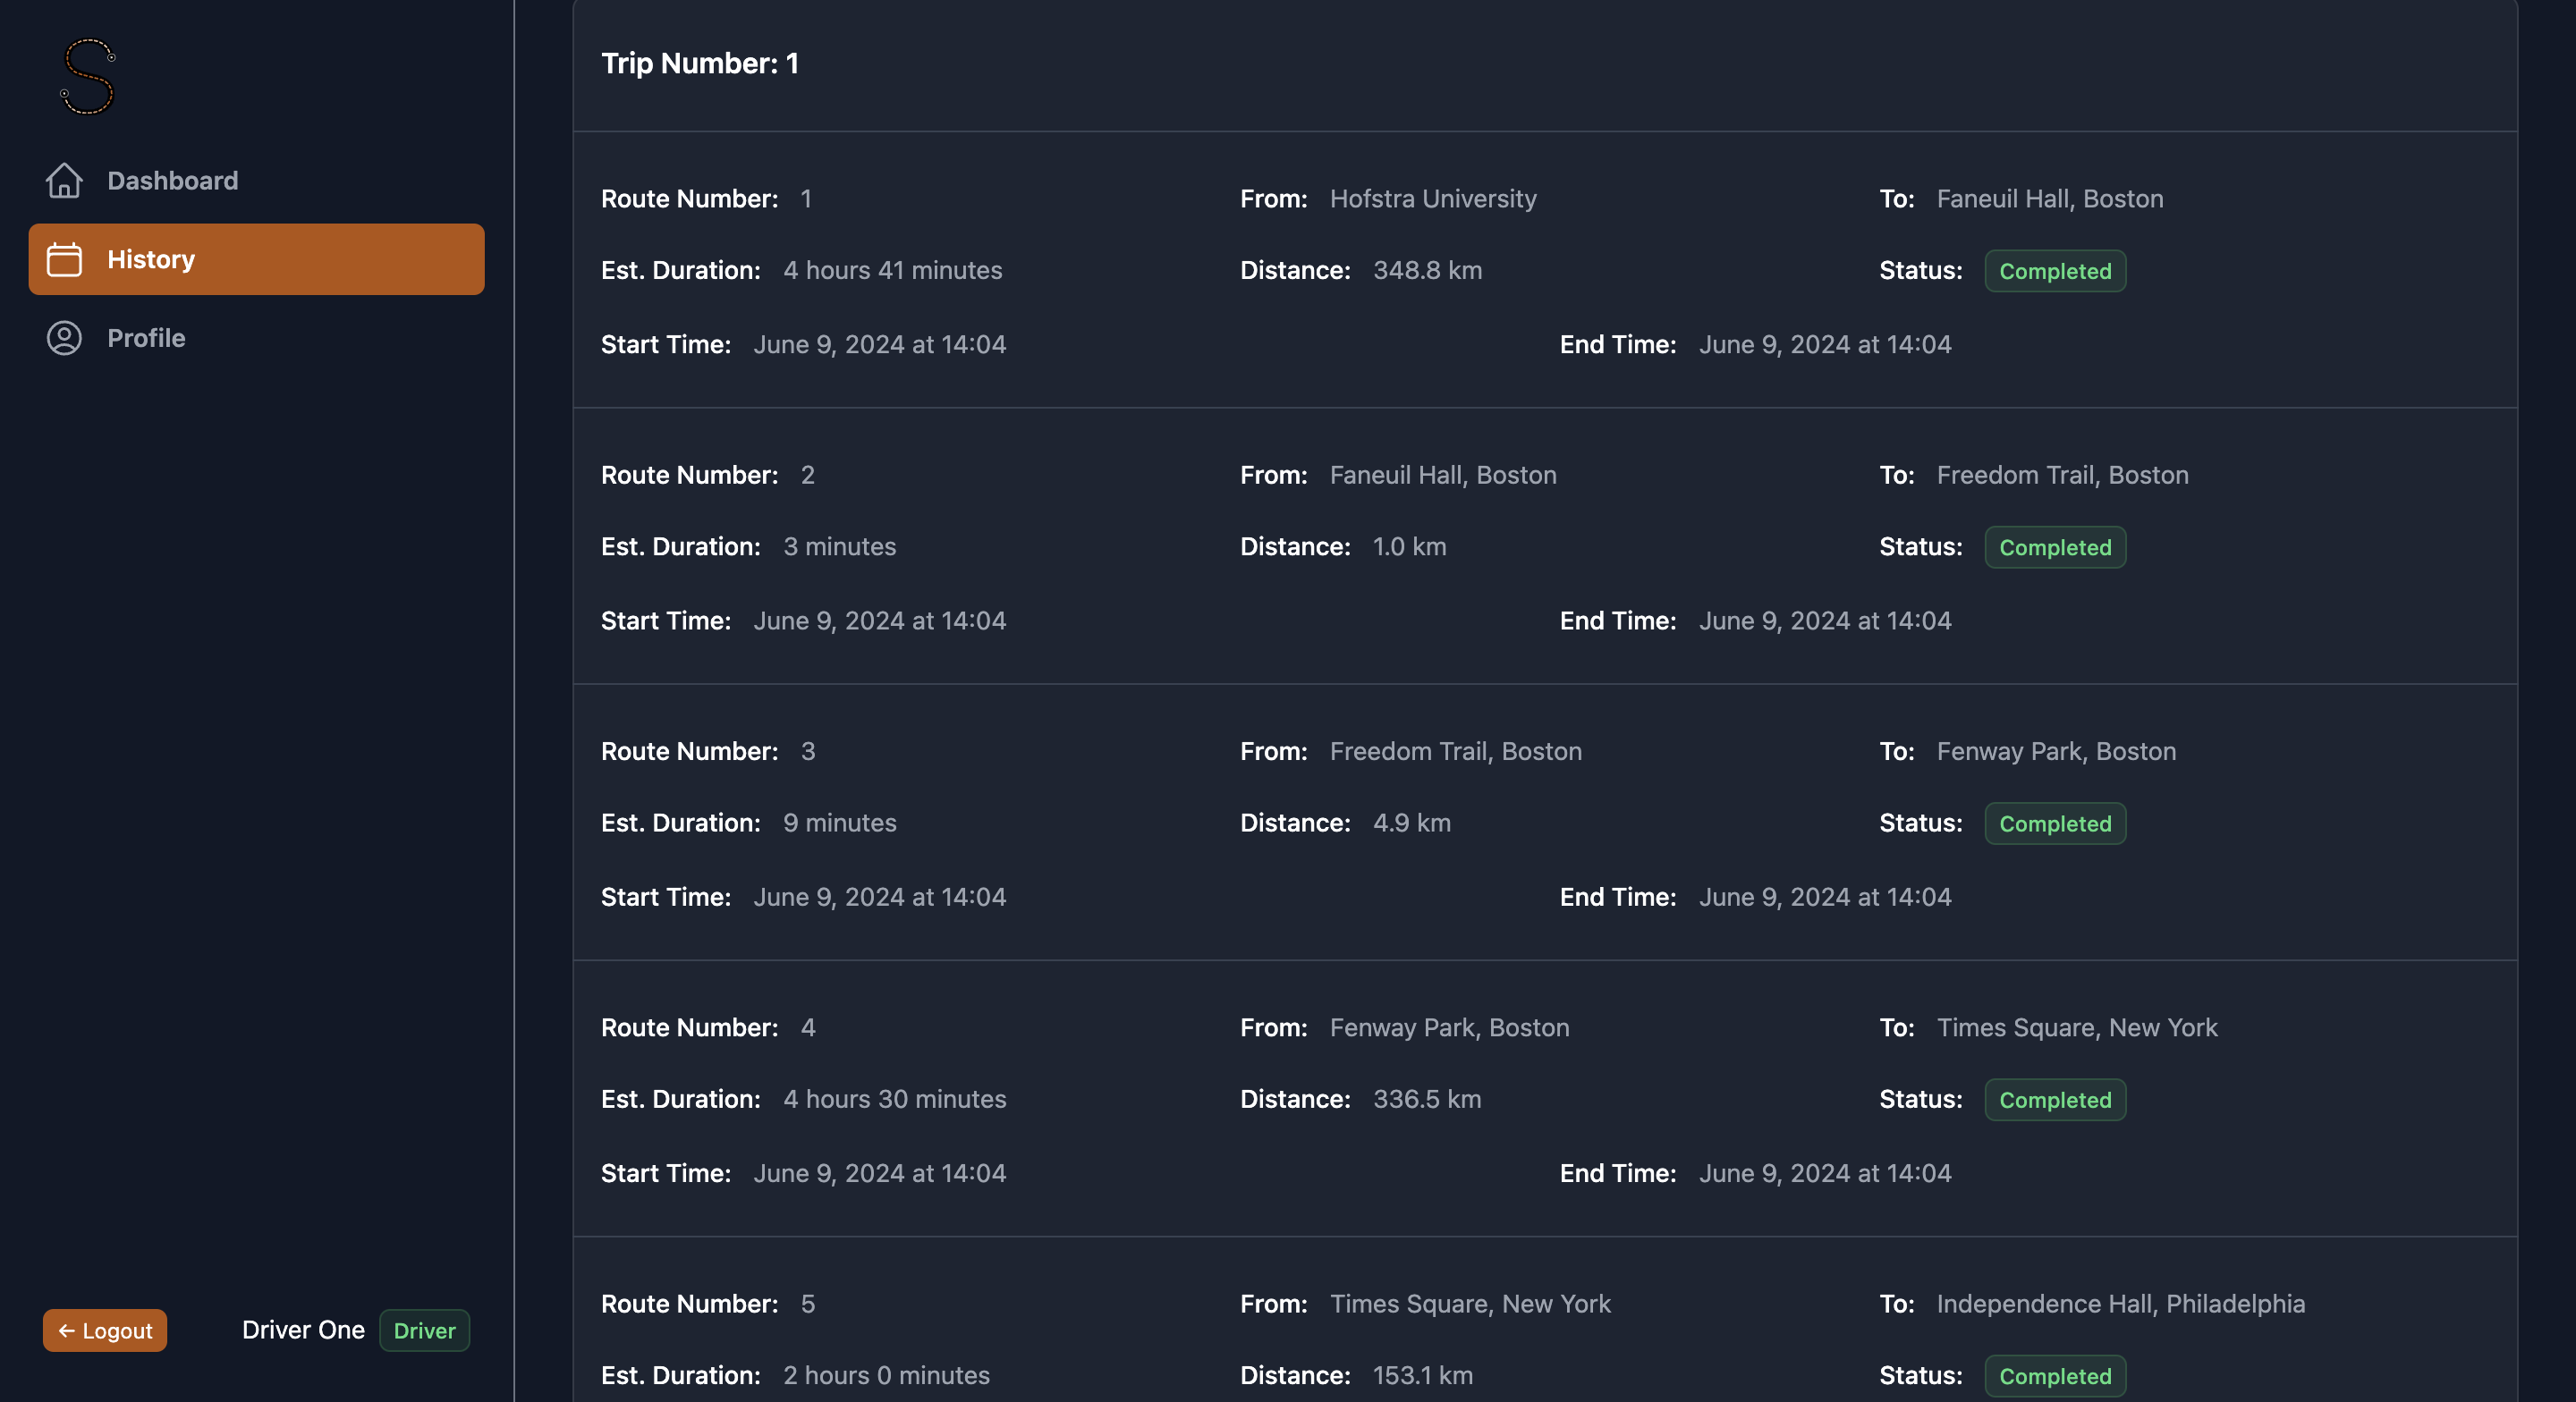 Dashboard
History
Profile
← Logout
Driver One Driver
Trip Number: 1
Route Number: 1 From: Hofstra University To: Faneuil Hall, Boston
Est. Duration: 4 hours 41 minutes Distance: 348.8 km Status: Completed
Start Time: June 9, 2024 at 14:04 End Time: June 9, 2024 at 14:04
Route Number: 2 From: Faneuil Hall, Boston To: Freedom Trail, Boston
Est. Duration: 3 minutes Distance: 1.0 km Status: Completed
Start Time: June 9, 2024 at 14:04 End Time: June 9, 2024 at 14:04
Route Number: 3 From: Freedom Trail, Boston To: Fenway Park, Boston
Est. Duration: 9 minutes Distance: 4.9 km Status: Completed
Start Time: June 9, 2024 at 14:04 End Time: June 9, 2024 at 14:04
Route Number: 4 From: Fenway Park, Boston To: Times Square, New York
Est. Duration: 4 hours 30 minutes Distance: 336.5 km Status: Completed
Start Time: June 9, 2024 at 14:04 End Time: June 9, 2024 at 14:04
Route Number: 5 From: Times Square, New York To: Independence Hall, Philadelphia
Est. Duration: 2 hours 0 minutes Distance: 153.1 km Status: Completed